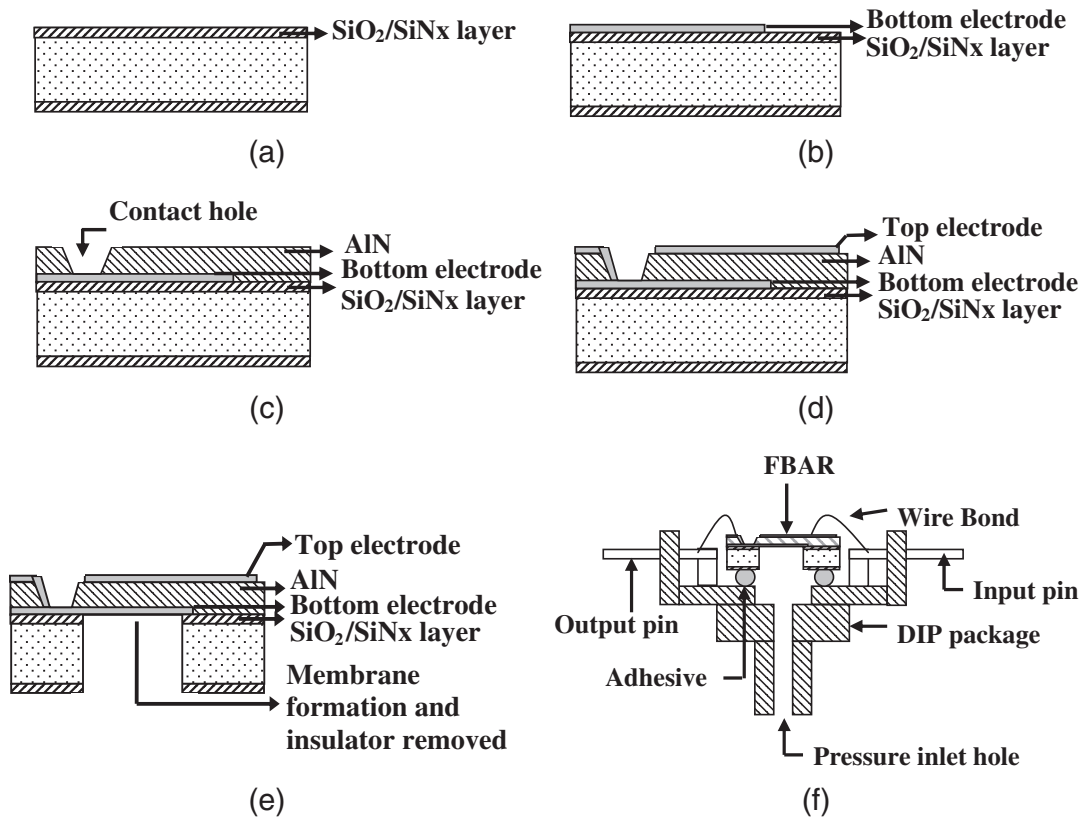 SiO₂/SiNx layer
(a)
Bottom electrode
SiO₂/SiNx layer
(b)
Contact hole
AlN
Bottom electrode
SiO₂/SiNx layer
(c)
Top electrode
AlN
Bottom electrode
SiO₂/SiNx layer
(d)
Top electrode
AlN
Bottom electrode
SiO₂/SiNx layer
Membrane
formation and
insulator removed
(e)
FBAR
Wire Bond
Input pin
Output pin
DIP package
Adhesive
Pressure inlet hole
(f)